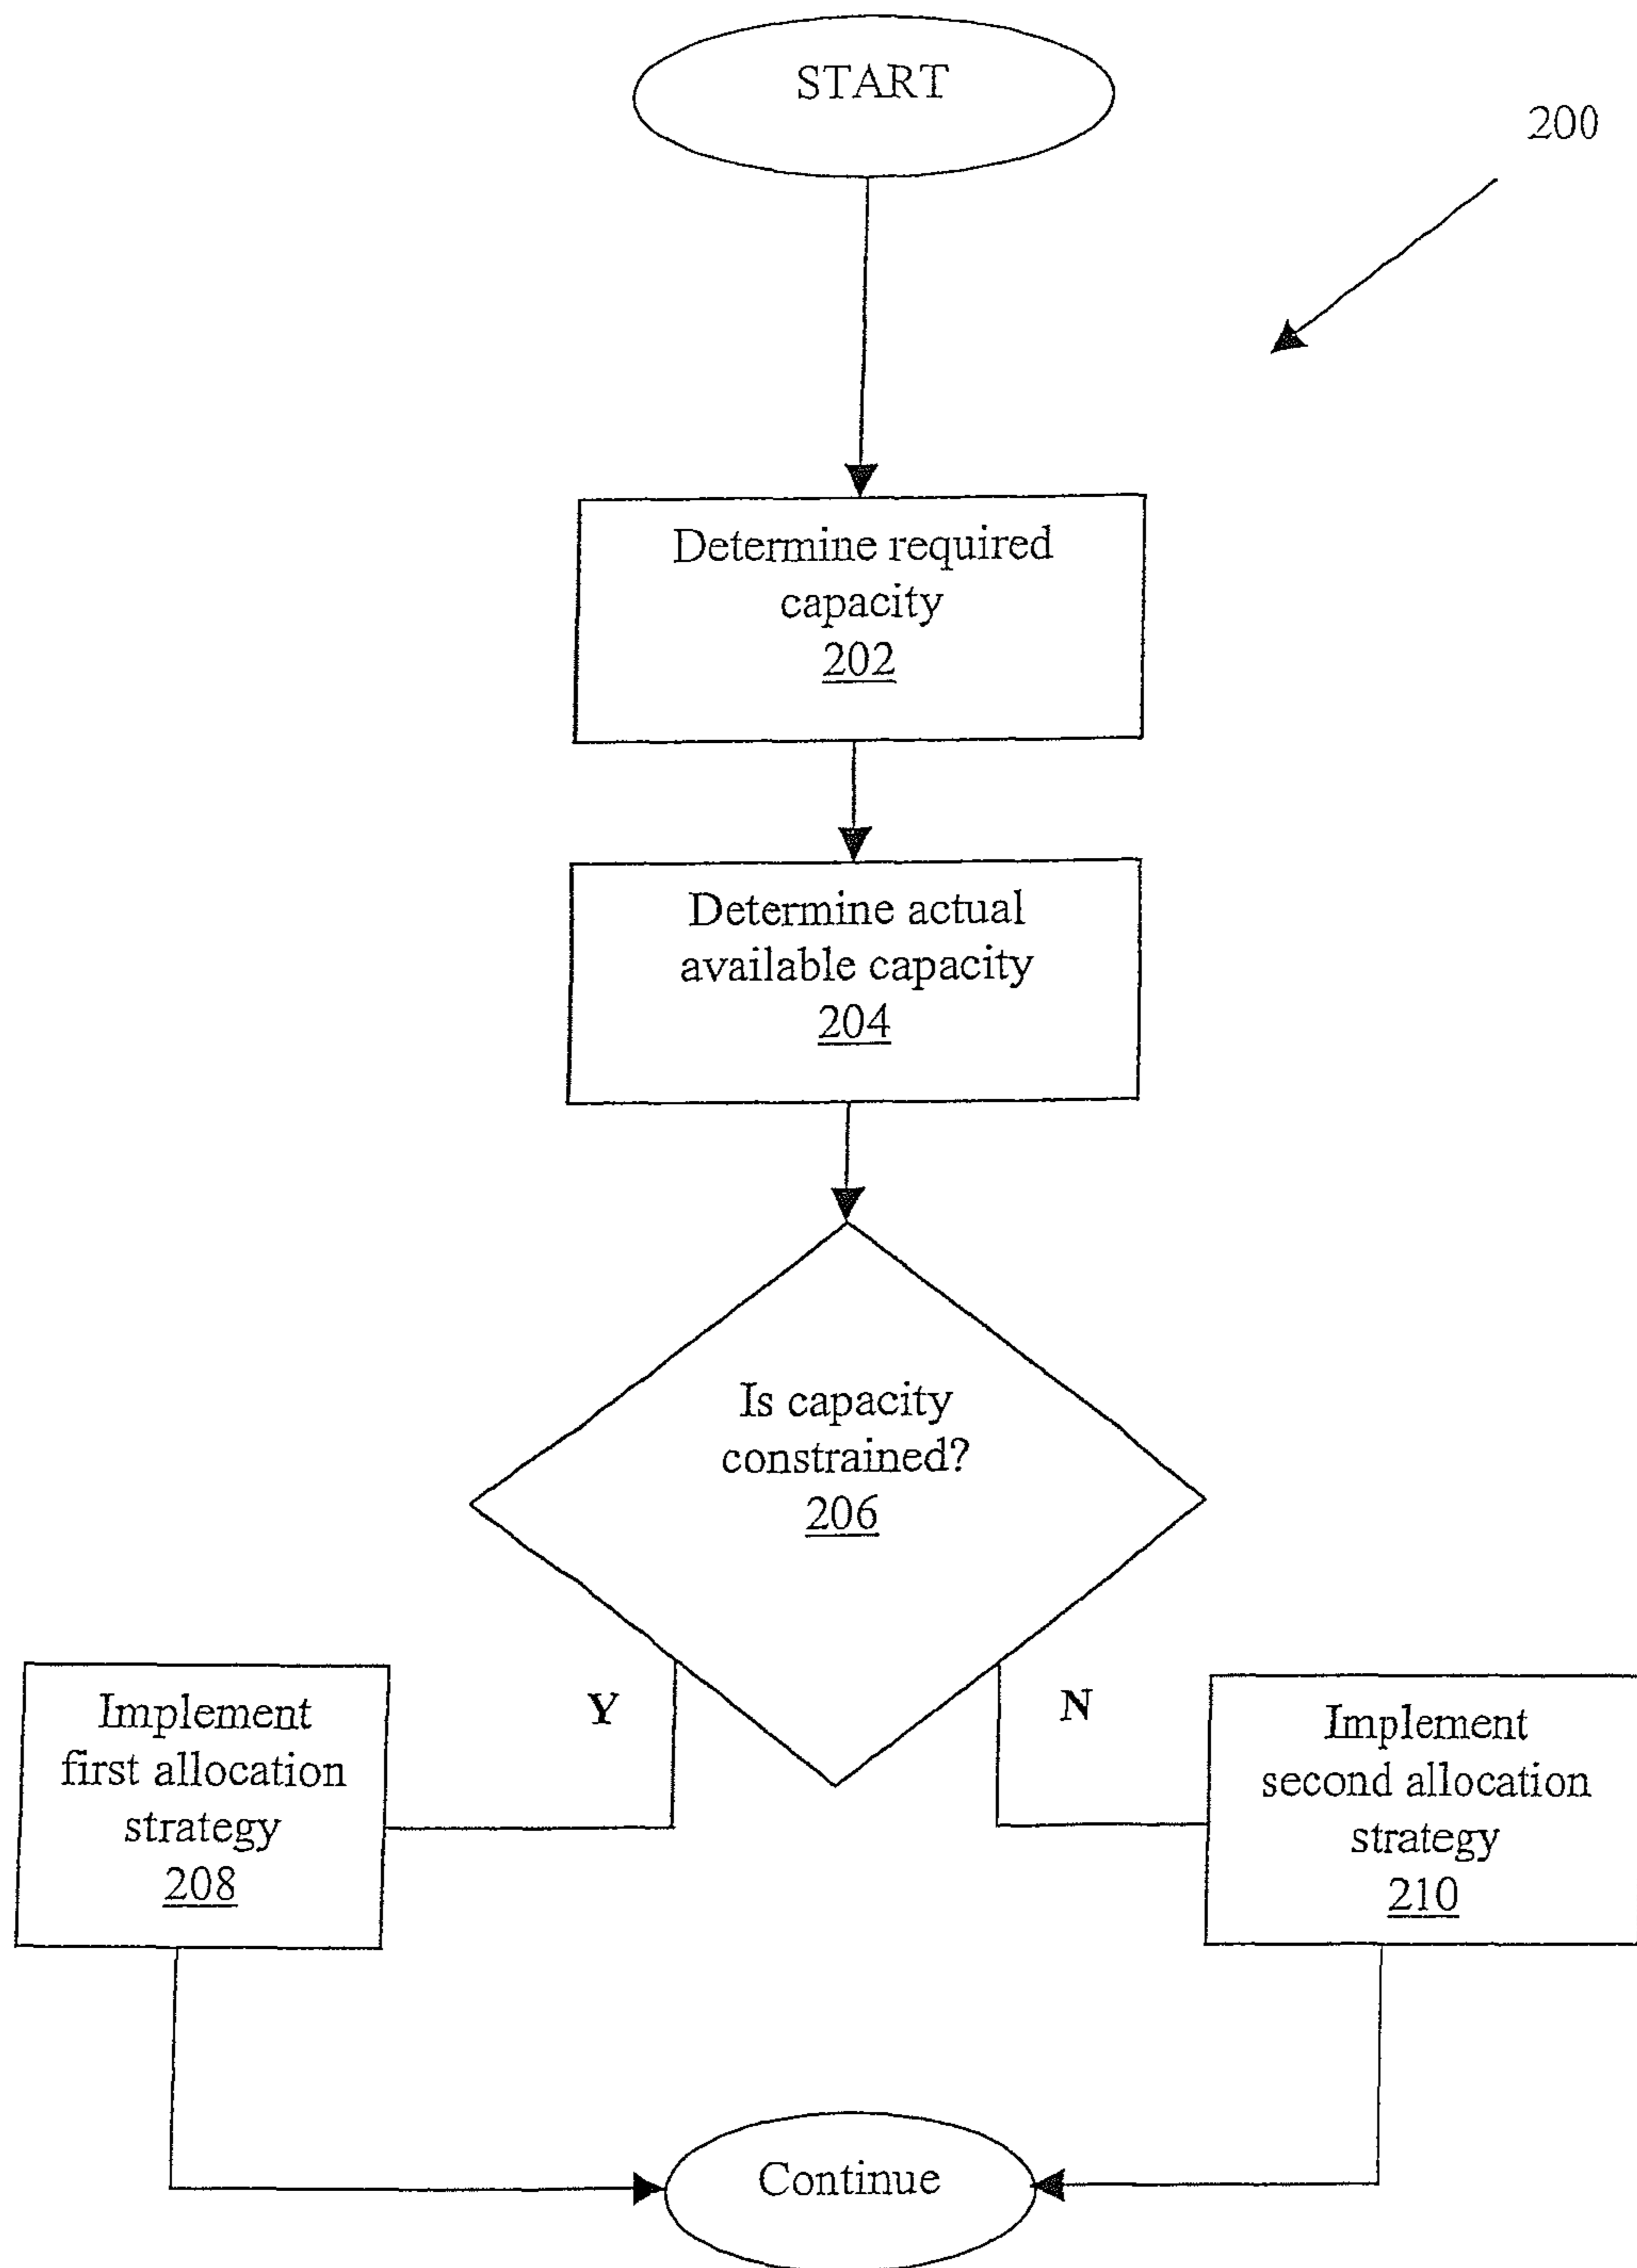 START
200
Determine required
capacity
202
Determine actual
available capacity
204
Is capacity
constrained?
206
Y
N
Implement
first allocation
strategy
208
Implement
second allocation
strategy
210
Continue